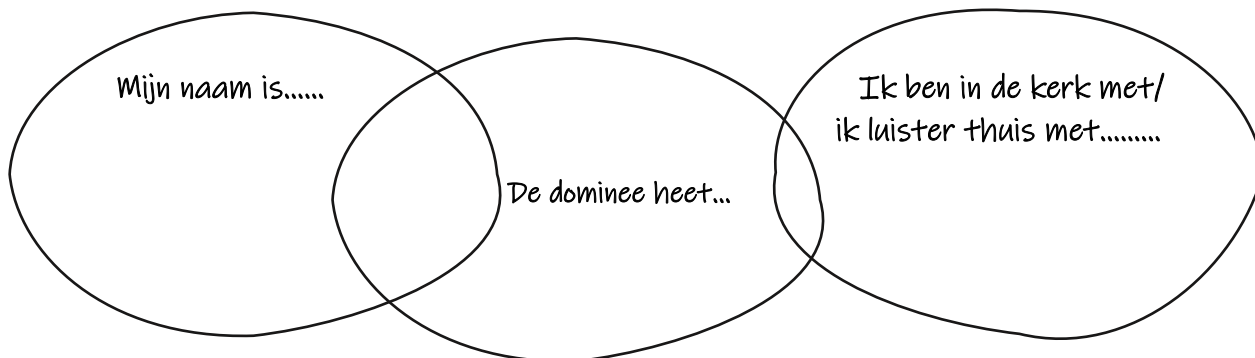 Mijn naam is......
De dominee heet...
Ik ben in de kerk met/
ik luister thuis met.........